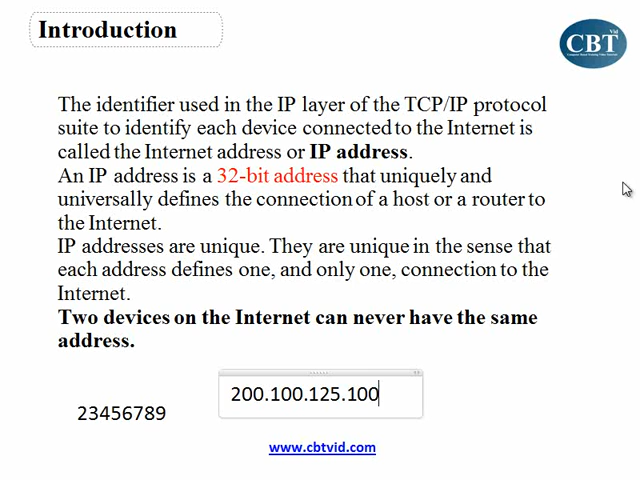 Introduction
Vid
CBT
The identifier used in the IP layer of the TCP/IP protocol
suite to identify each device connected to the Internet is
called the Internet address or IP address.
An IP address is a 32-bit address that uniquely and
universally defines the connection of a host or a router to
the Internet.
IP addresses are unique. They are unique in the sense that
each address defines one, and only one, connection to the
Internet.
Two devices on the Internet can never have the same
address.
200.100.125.100
23456789
www.cbtvid.com